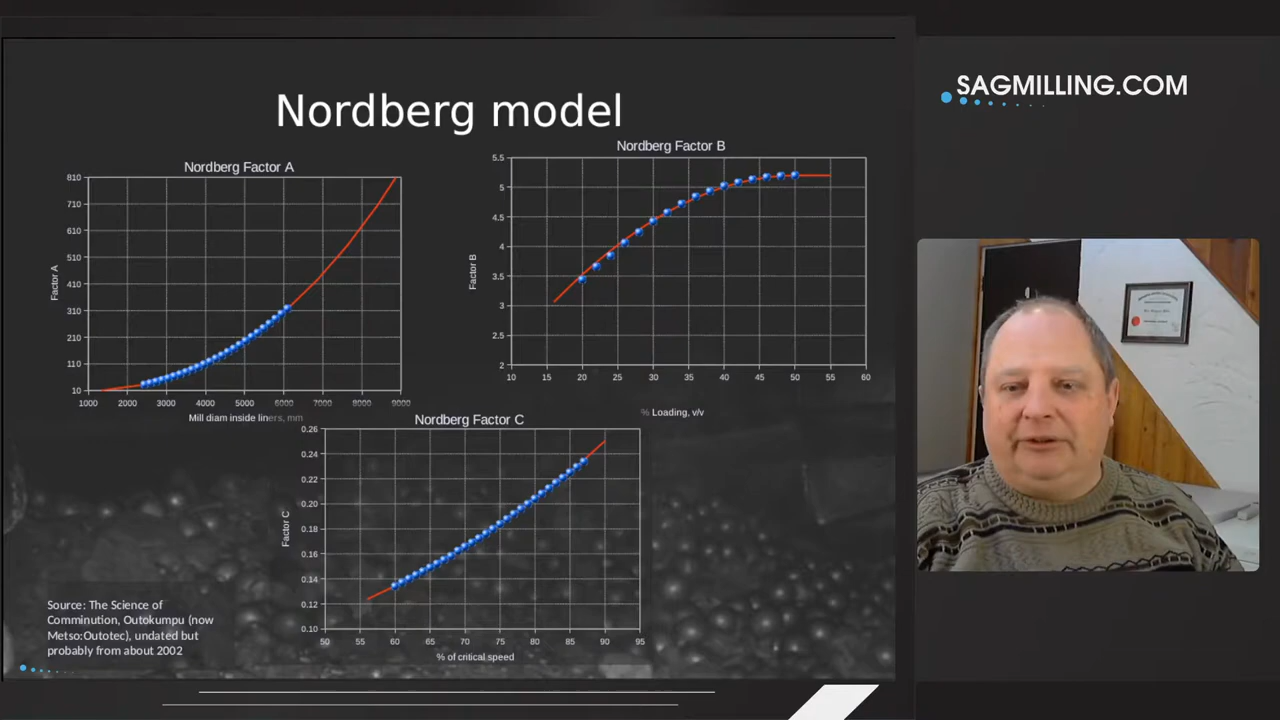 SAGMILLING.COM
Nordberg model
Nordberg Factor A
810
710
610
510
410
310
210
110
10
Factor A
1000 2000 3000 4000 5000 6000 7000 8000 9000
Mill diam inside liners, mm
Nordberg Factor B
5.5
5
4.5
4
3.5
3
2.5
2
Factor B
10 15 20 25 30 35 40 45 50 55 60
% Loading, v/v
Nordberg Factor C
0.26
0.24
0.22
0.20
0.18
0.16
0.14
0.12
0.10
Factor C
50 55 60 65 70 75 80 85 90 95
% of critical speed
Source: The Science of
Comminution, Outokumpu (now
Metso:Outotec), undated but
probably from about 2002